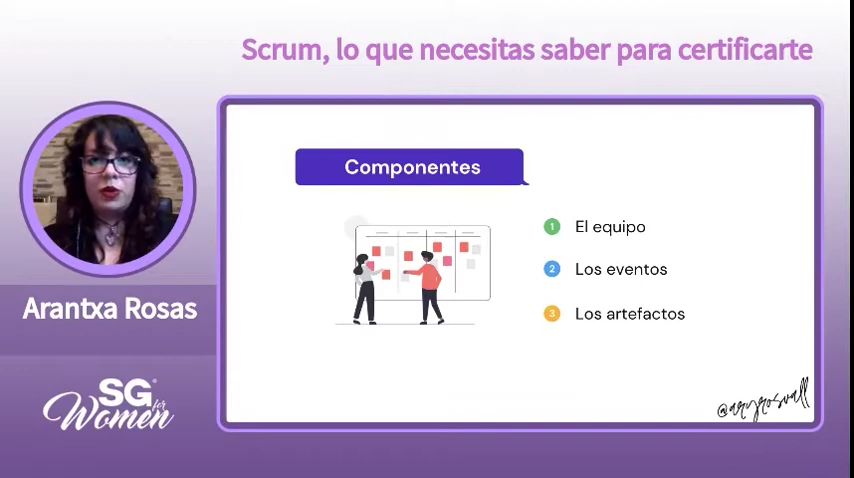 Scrum, lo que necesitas saber para certificarte
Componentes
1 El equipo
2 Los eventos
3 Los artefactos
Arantxa Rosas
SG
for
Women